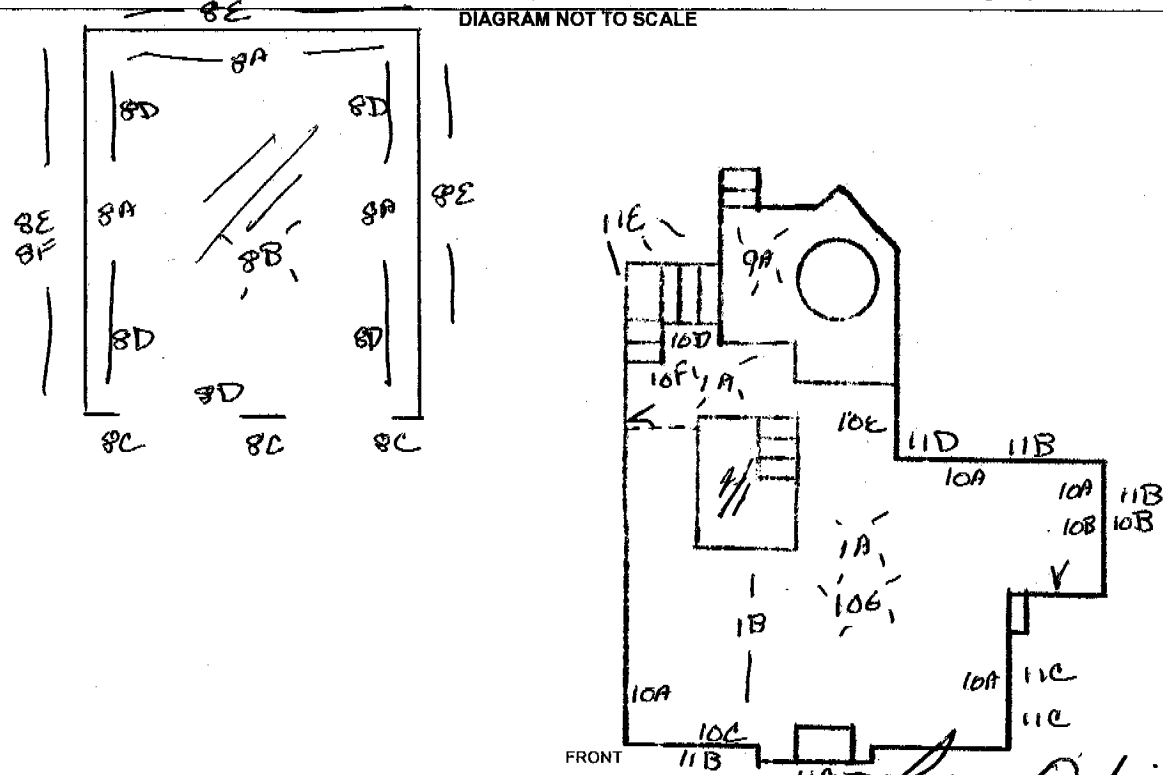 8E
DIAGRAM NOT TO SCALE
8A
8D 8D
8E 8A 8A 8E
8F
8B
8D 8D
8D
8C 8C 8C
11E
9A
10D
10F 1A
10E
11D 11B
10A
10A 11B
10B 10B
1A
10G
1B
10A 10A 11C
11C
10C
FRONT 11B 11A